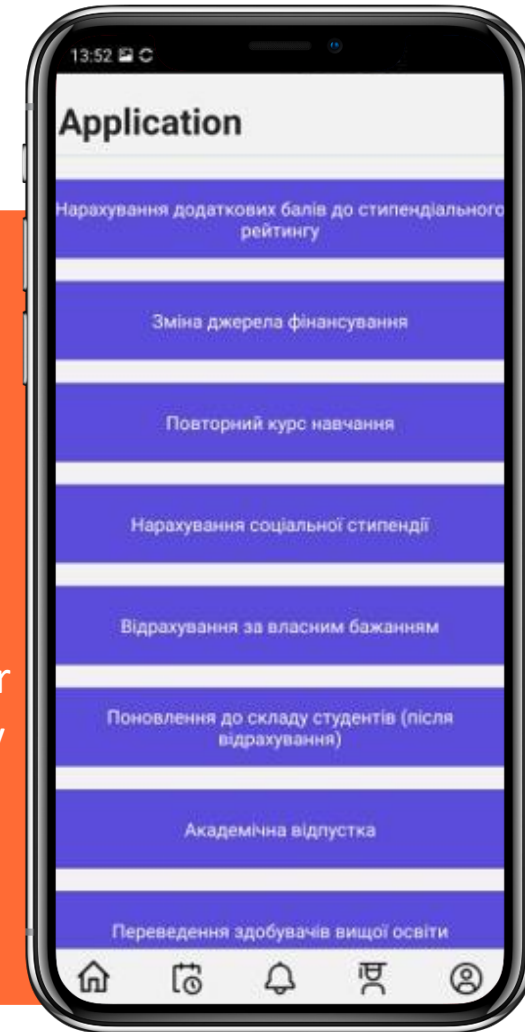 13:52
Application
Нарахування додаткових балів до стипендіального
рейтингу
Зміна джерела фінансування
Повторний курс навчання
Нарахування соціальної стипендії
Відрахування за власним бажанням
Поновлення до складу студентів (після
відрахування)
Академічна відпустка
Переведення здобувачів вищої освіти